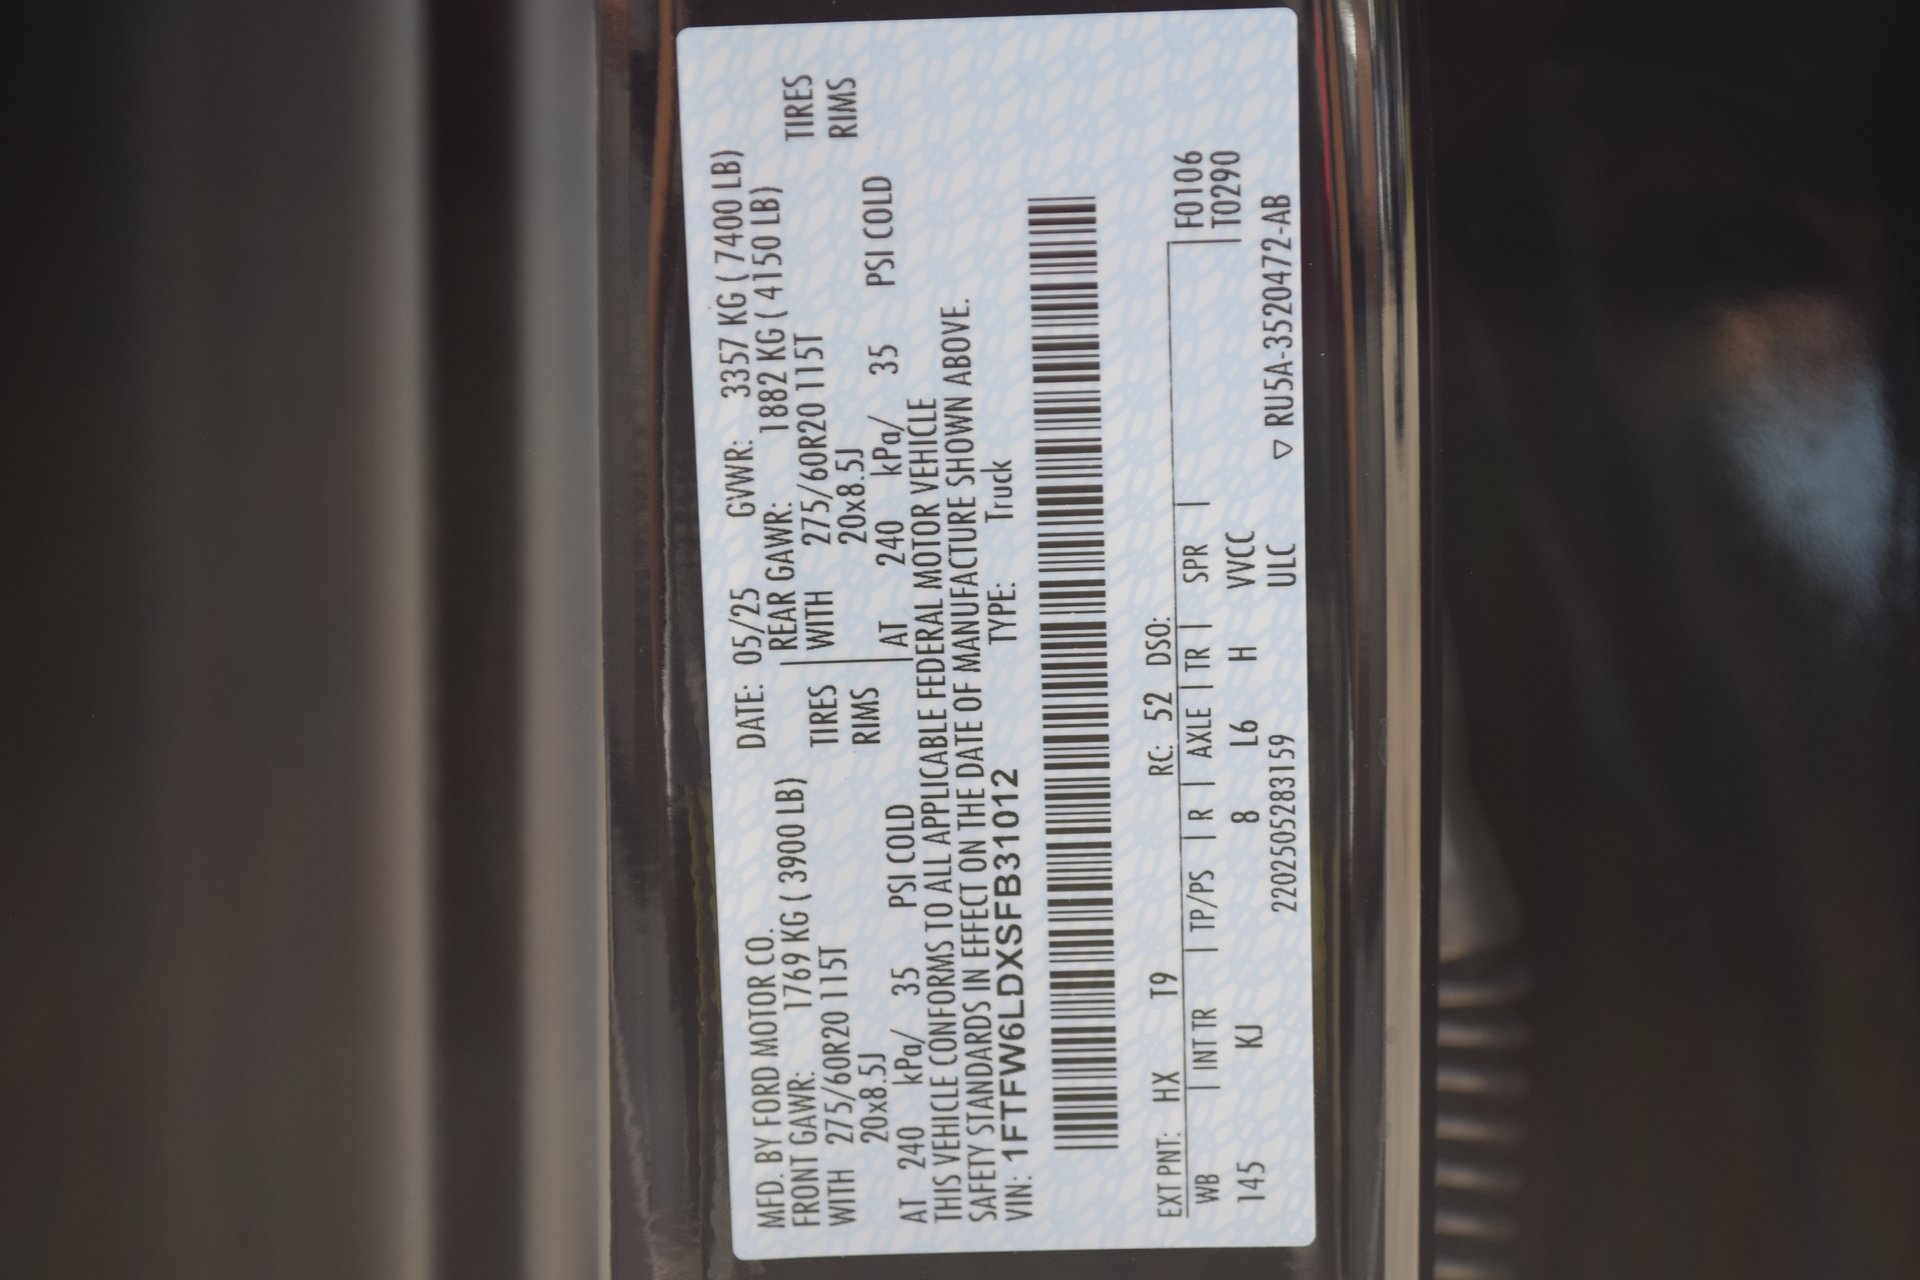 MFD. BY FORD MOTOR CO. DATE: 05/25 GVWR: 3357 KG ( 7400 LB)
FRONT GAWR: 1769 KG ( 3900 LB) REAR GAWR: 1882 KG ( 4150 LB)
WITH 275/60R20 115T TIRES WITH 275/60R20 115T TIRES
20x8.5J RIMS 20x8.5J RIMS
AT 240 kPa/ 35 PSI COLD AT 240 kPa/ 35 PSI COLD
THIS VEHICLE CONFORMS TO ALL APPLICABLE FEDERAL MOTOR VEHICLE
SAFETY STANDARDS IN EFFECT ON THE DATE OF MANUFACTURE SHOWN ABOVE.
VIN: 1FTFW6LDXSFB31012 TYPE: Truck
EXT PNT: HX T9 RC: 52 DSO: F0106
WB | INT TR | TP/PS | R | AXLE | TR | SPR | T0290
145 KJ 8 L6 H VVCC
2202505283159 ULC ▽ RU5A-3520472-AB